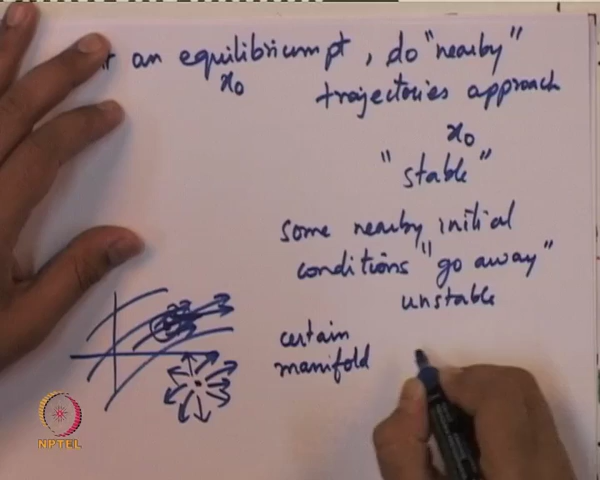 an equilibrium pt, do "nearby"
x0 trajectories approach
x0
"stable"
some nearby initial
conditions "go away"
unstable
certain
manifold
NPTEL